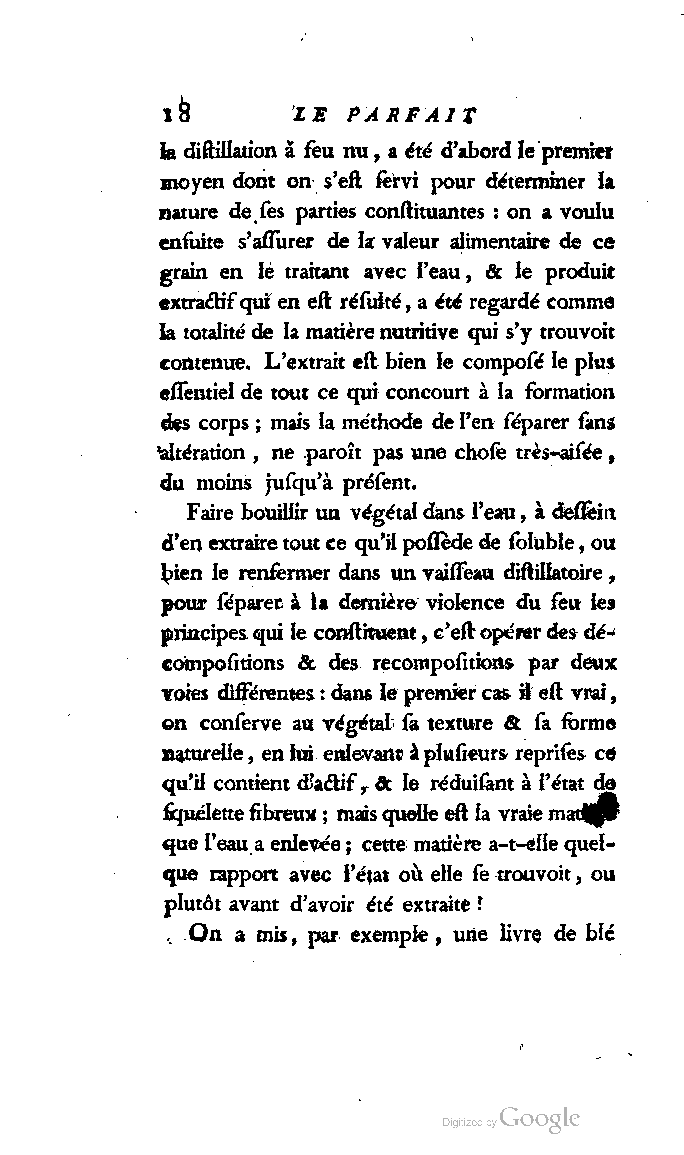 18 LE PARFAIT
la diſtillation à feu nu, a été d'abord le premier
moyen dont on s'eſt ſervi pour déterminer la
nature de ſes parties conſtituantes : on a voulu
enſuite s'aſſurer de la valeur alimentaire de ce
grain en le traitant avec l'eau, & le produit
extractif qui en eſt réſulté, a été regardé comme
la totalité de la matière nutritive qui s'y trouvoit
contenue. L'extrait eſt bien le compoſé le plus
eſſentiel de tout ce qui concourt à la formation
des corps ; mais la méthode de l'en ſéparer ſans
altération, ne paroît pas une choſe très-aiſée,
du moins juſqu'à préſent.
Faire bouillir un végétal dans l'eau, à deſſein
d'en extraire tout ce qu'il poſſède de ſoluble, ou
bien le renfermer dans un vaiſſeau diſtillatoire,
pour ſéparer à la dernière violence du feu les
principes qui le conſtituent, c'eſt opérer des dé-
compoſitions & des recompoſitions par deux
voies différentes : dans le premier cas il eſt vrai,
on conſerve au végétal ſa texture & ſa forme
naturelle, en lui enlevant à pluſieurs repriſes ce
qu'il contient d'actif, & le réduiſant à l'état de
ſquélette fibreux ; mais quelle eſt la vraie
que l'eau a enlevée ; cette matière a-t-elle quel-
que rapport avec l'état où elle ſe trouvoit, ou
plutôt avant d'avoir été extraite !
On a mis, par exemple, une livre de blé
Digitized by Google